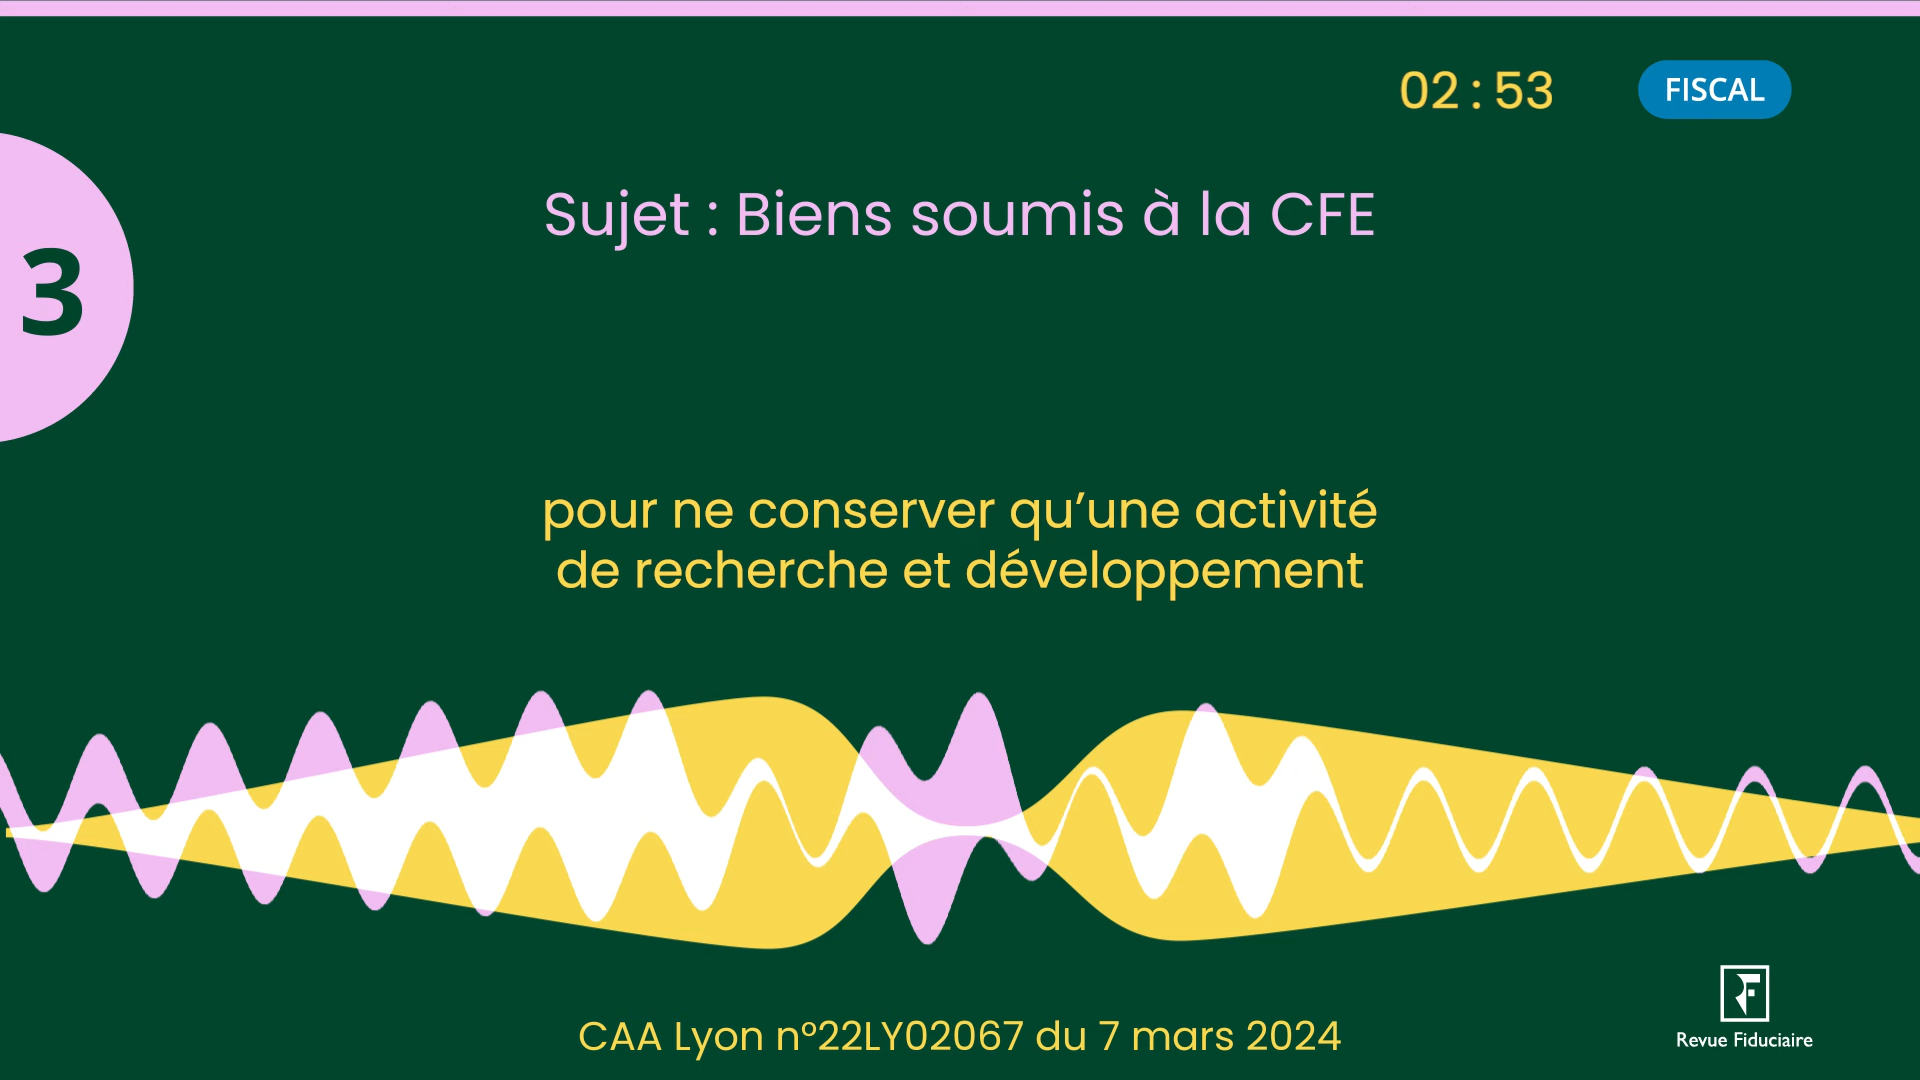 02 : 53
FISCAL
Sujet : Biens soumis à la CFE
3
pour ne conserver qu’une activité
de recherche et développement
CAA Lyon n°22LY02067 du 7 mars 2024
RF
Revue Fiduciaire